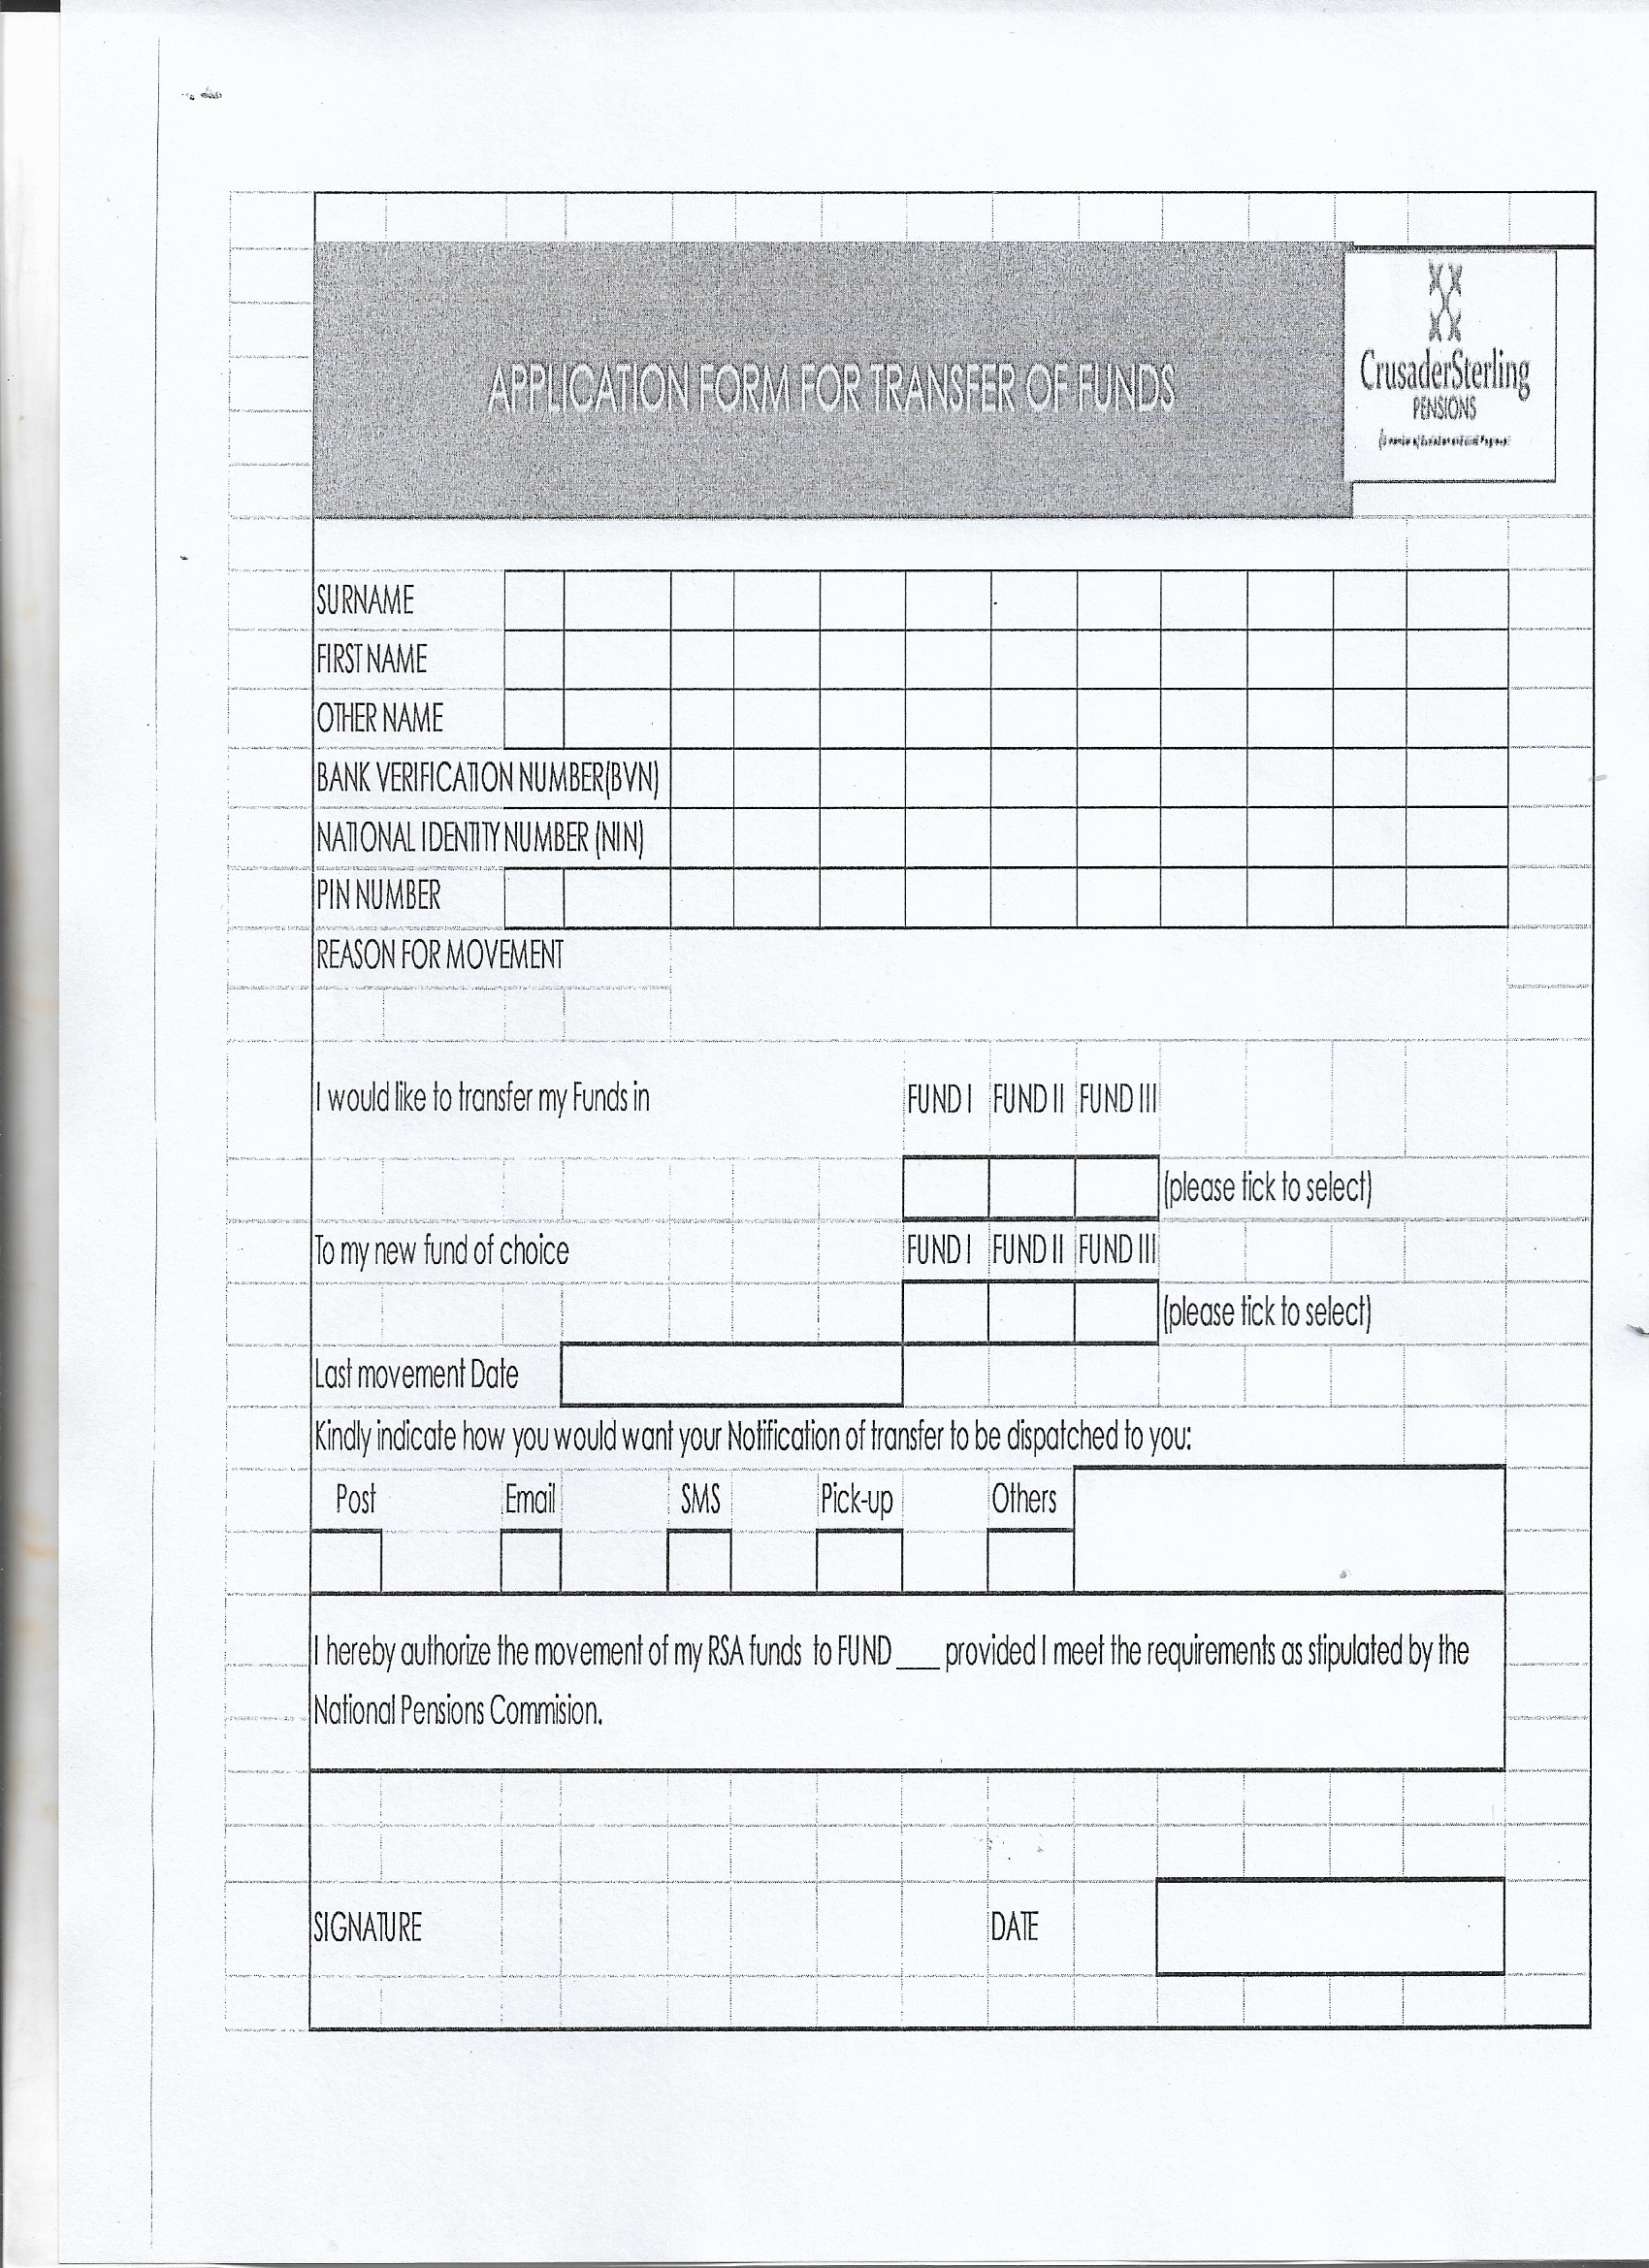 APPLICATION FORM FOR TRANSFER OF FUNDS
CrusaderSterling
PENSIONS
SURNAME
FIRST NAME
OTHER NAME
BANK VERIFICATION NUMBER(BVN)
NATIONAL IDENTITY NUMBER (NIN)
PIN NUMBER
REASON FOR MOVEMENT
I would like to transfer my Funds in FUND I FUND II FUND III
(please tick to select)
To my new fund of choice FUND I FUND II FUND III
(please tick to select)
Last movement Date
Kindly indicate how you would want your Notification of transfer to be dispatched to you:
Post Email SMS Pick-up Others
I hereby authorize the movement of my RSA funds to FUND ___ provided I meet the requirements as stipulated by the
National Pensions Commision.
SIGNATURE DATE